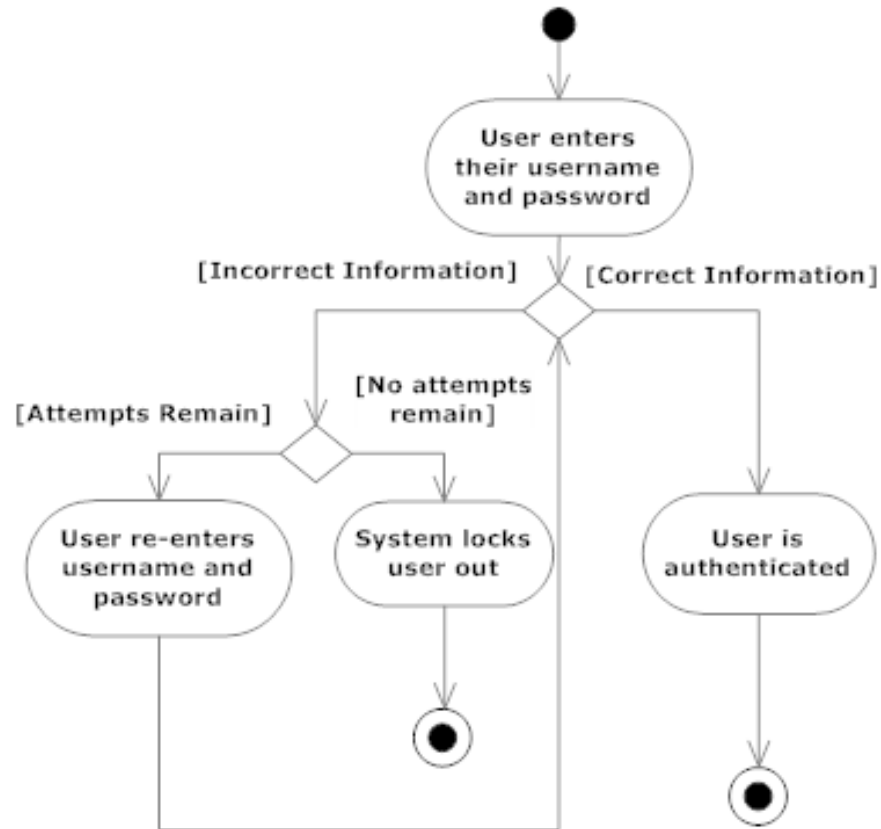 User enters
their username
and password
[Incorrect Information]
[Correct Information]
[Attempts Remain]
[No attempts
remain]
User re-enters
username and
password
System locks
user out
User is
authenticated